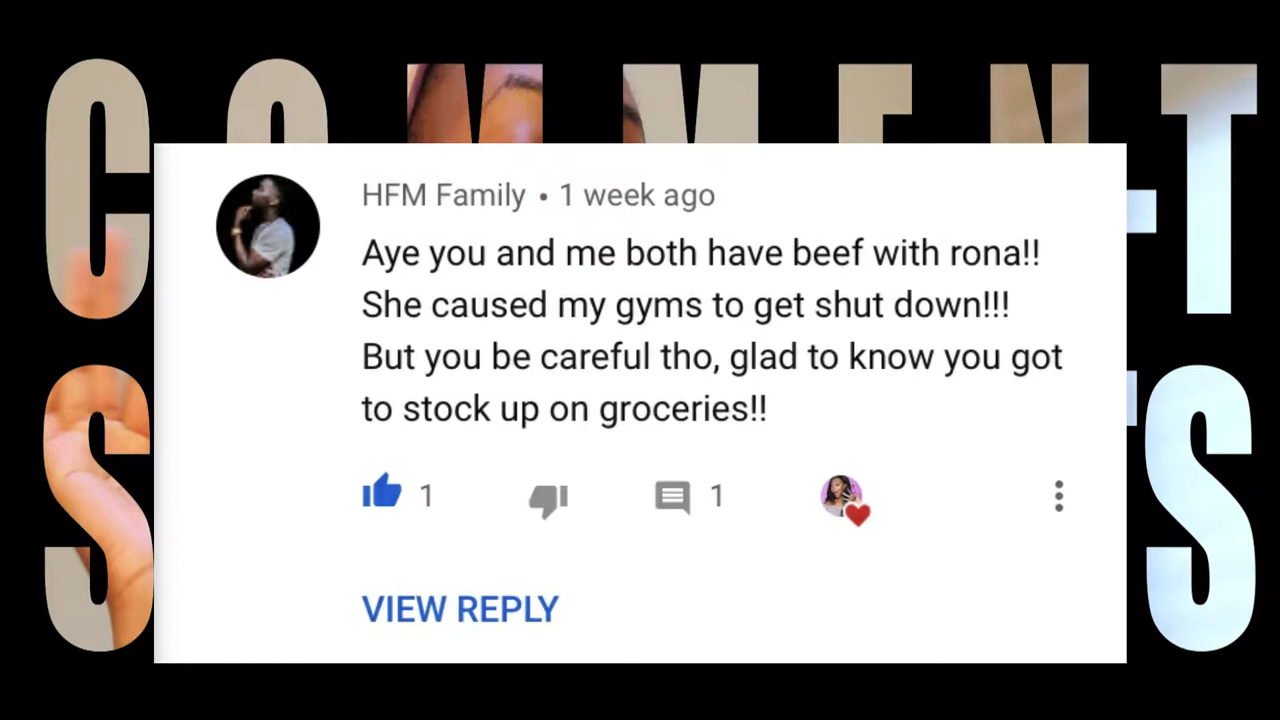 COMMENT
HFM Family • 1 week ago
Aye you and me both have beef with rona!!
She caused my gyms to get shut down!!!
But you be careful tho, glad to know you got
to stock up on groceries!!
1
1
VIEW REPLY
S
S